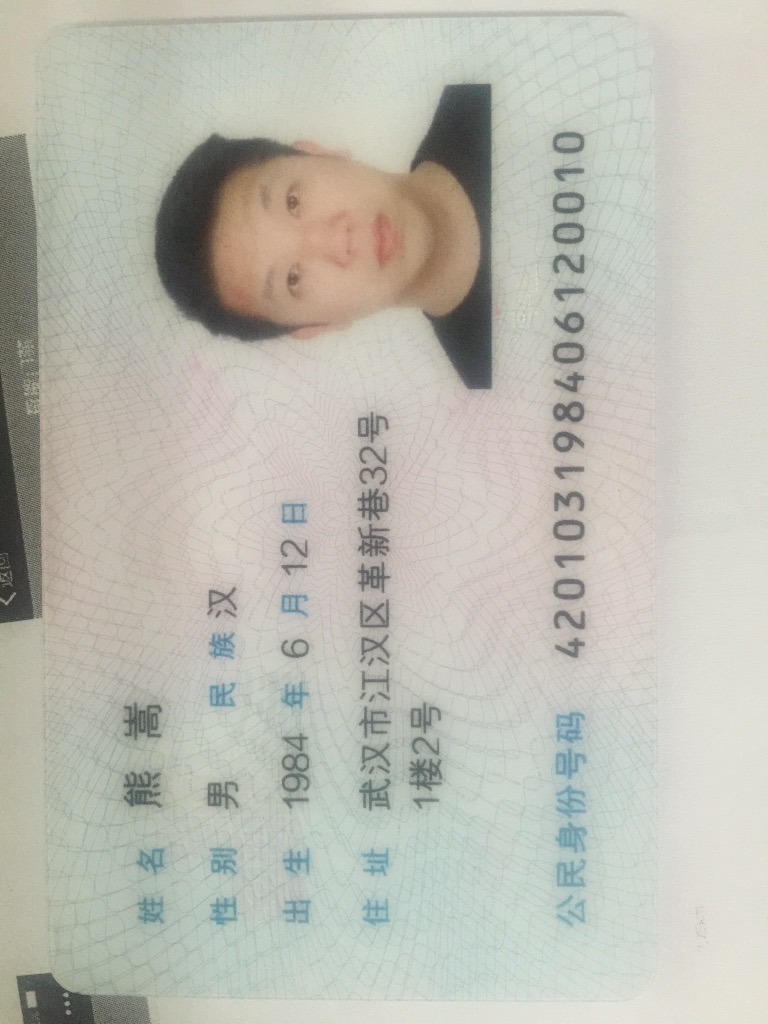 姓名 熊嵩
性别 男 民族 汉
出生 1984 年 6 月 12 日
住址 武汉市江汉区革新巷32号
1楼2号
公民身份号码 420103198406120010
返回